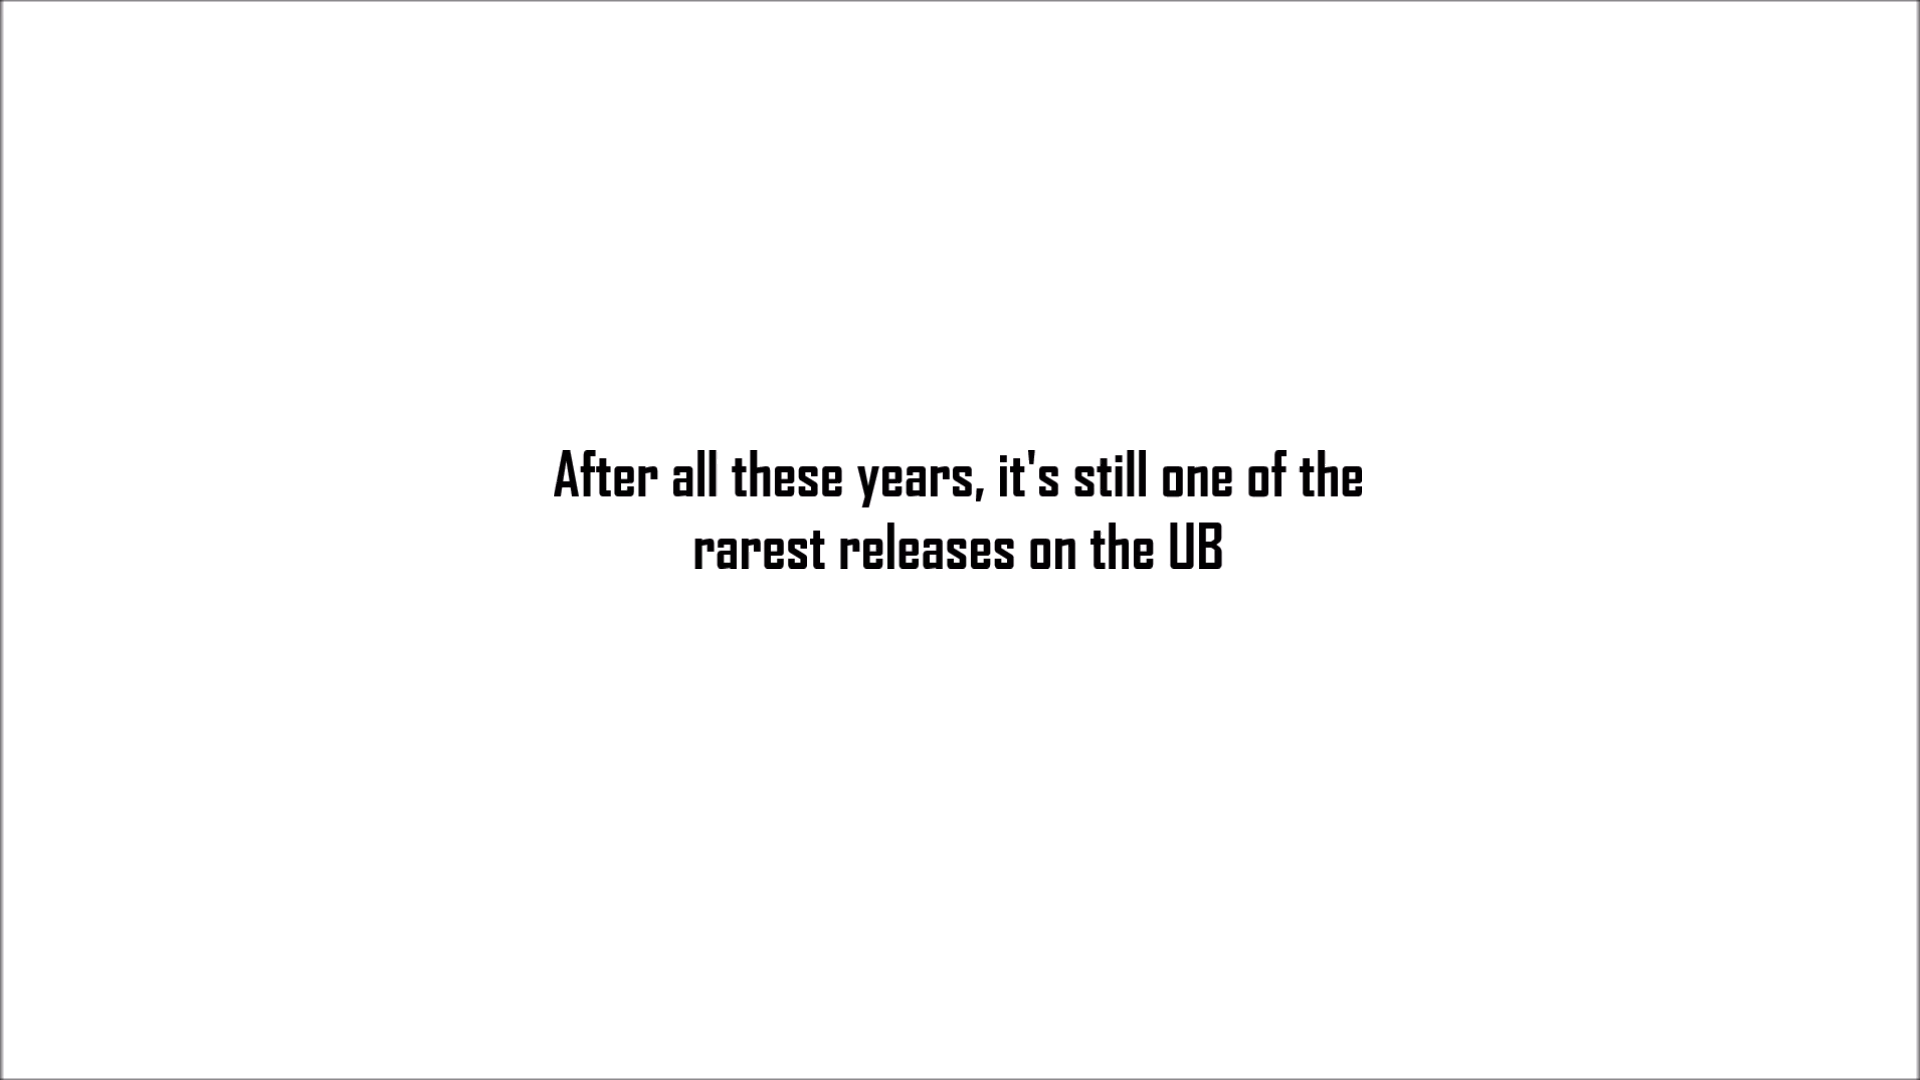 After all these years, it's still one of the
rarest releases on the UB